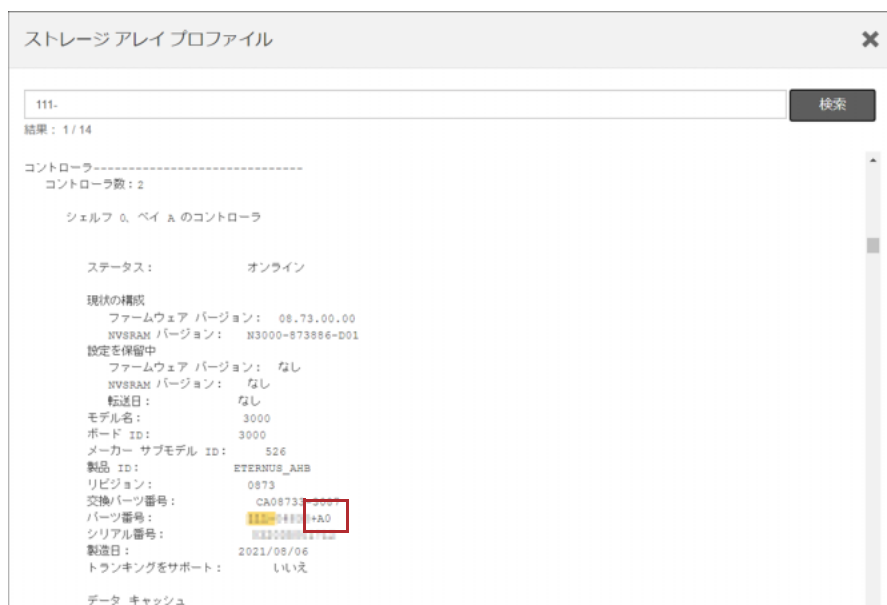 ストレージ アレイ プロファイル
111-
検索
結果： 1 / 14
コントローラ------------------------------
コントローラ数：2
シェルフ 0、ベイ A のコントローラ
ステータス： オンライン
現状の構成
ファームウェア バージョン： 08.73.00.00
NVSRAM バージョン： N3000-873886-D01
設定を保留中
ファームウェア バージョン： なし
NVSRAM バージョン： なし
転送日： なし
モデル名： 3000
ボード ID： 3000
メーカー サブモデル ID： 526
製品 ID： ETERNUS_AHB
リビジョン： 0873
交換パーツ番号：
パーツ番号： +A0
シリアル番号：
製造日： 2021/08/06
トランキングをサポート： いいえ
データ キャッシュ